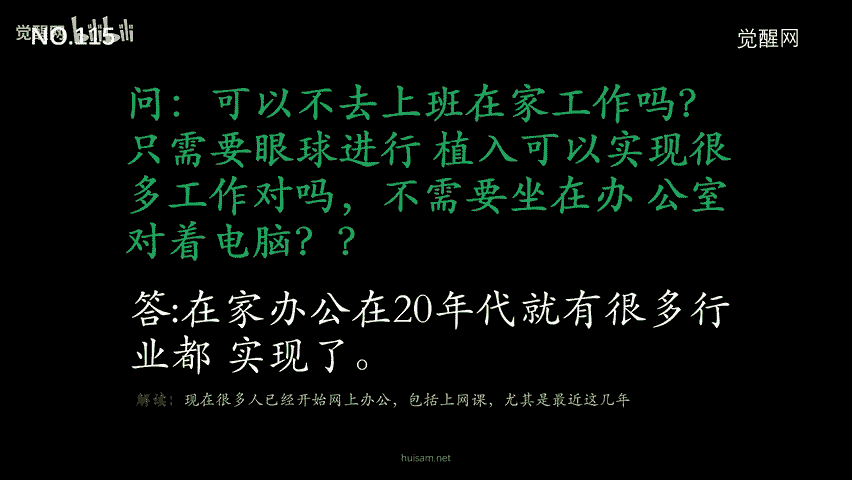 觉醒网 bilibili
NO.115
觉醒网
问：可以不去上班在家工作吗？
只需要眼球进行 植入可以实现很
多工作对吗，不需要坐在办 公室
对着电脑？？
答:在家办公在20年代就有很多行
业都 实现了。
解读：现在很多人已经开始网上办公，包括上网课，尤其是最近这几年
huisam.net